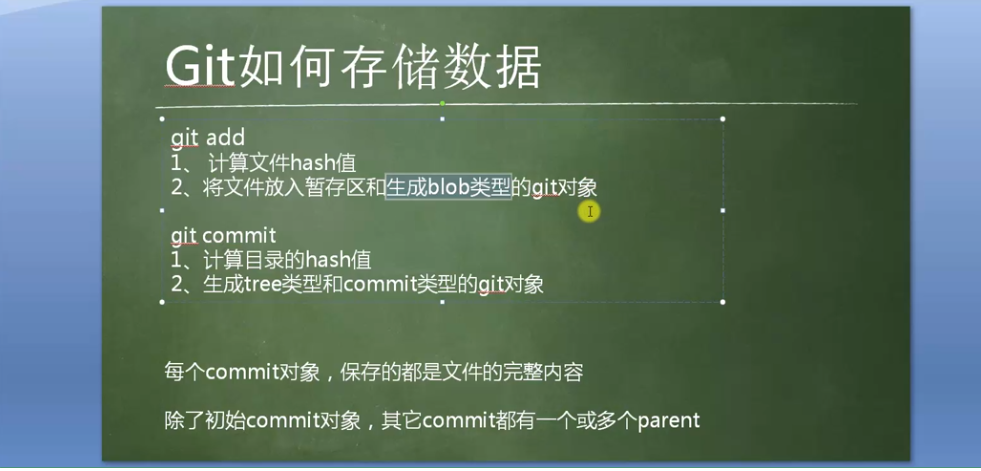 Git如何存储数据
git add
1、 计算文件hash值
2、将文件放入暂存区和生成blob类型的git对象
git commit
1、计算目录的hash值
2、生成tree类型和commit类型的git对象
每个commit对象，保存的都是文件的完整内容
除了初始commit对象，其它commit都有一个或多个parent